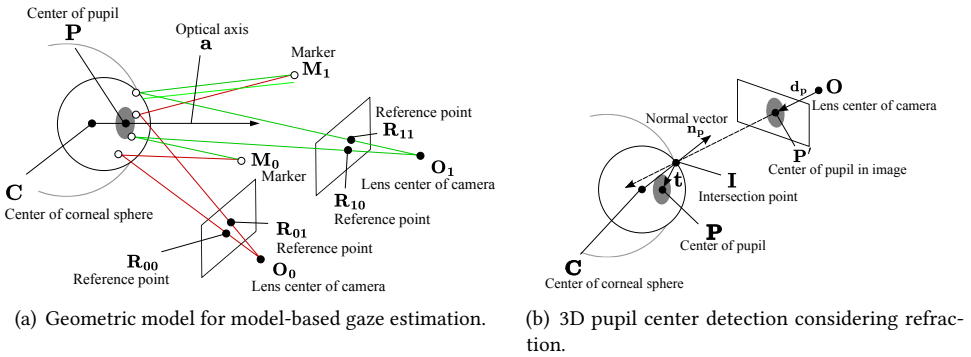 Center of pupil
P
Optical axis
a
Marker
M₁
Reference point
R₁₁
M₀
Marker
R₁₀
Reference point
O₁
Lens center of camera
C
Center of corneal sphere
R₀₁
Reference point
R₀₀
Reference point
O₀
Lens center of camera
(a) Geometric model for model-based gaze estimation.
dₚ
O
Lens center of camera
Normal vector
nₚ
P′
Center of pupil in image
t
I
Intersection point
P
Center of pupil
C
Center of corneal sphere
(b) 3D pupil center detection considering refrac-
tion.